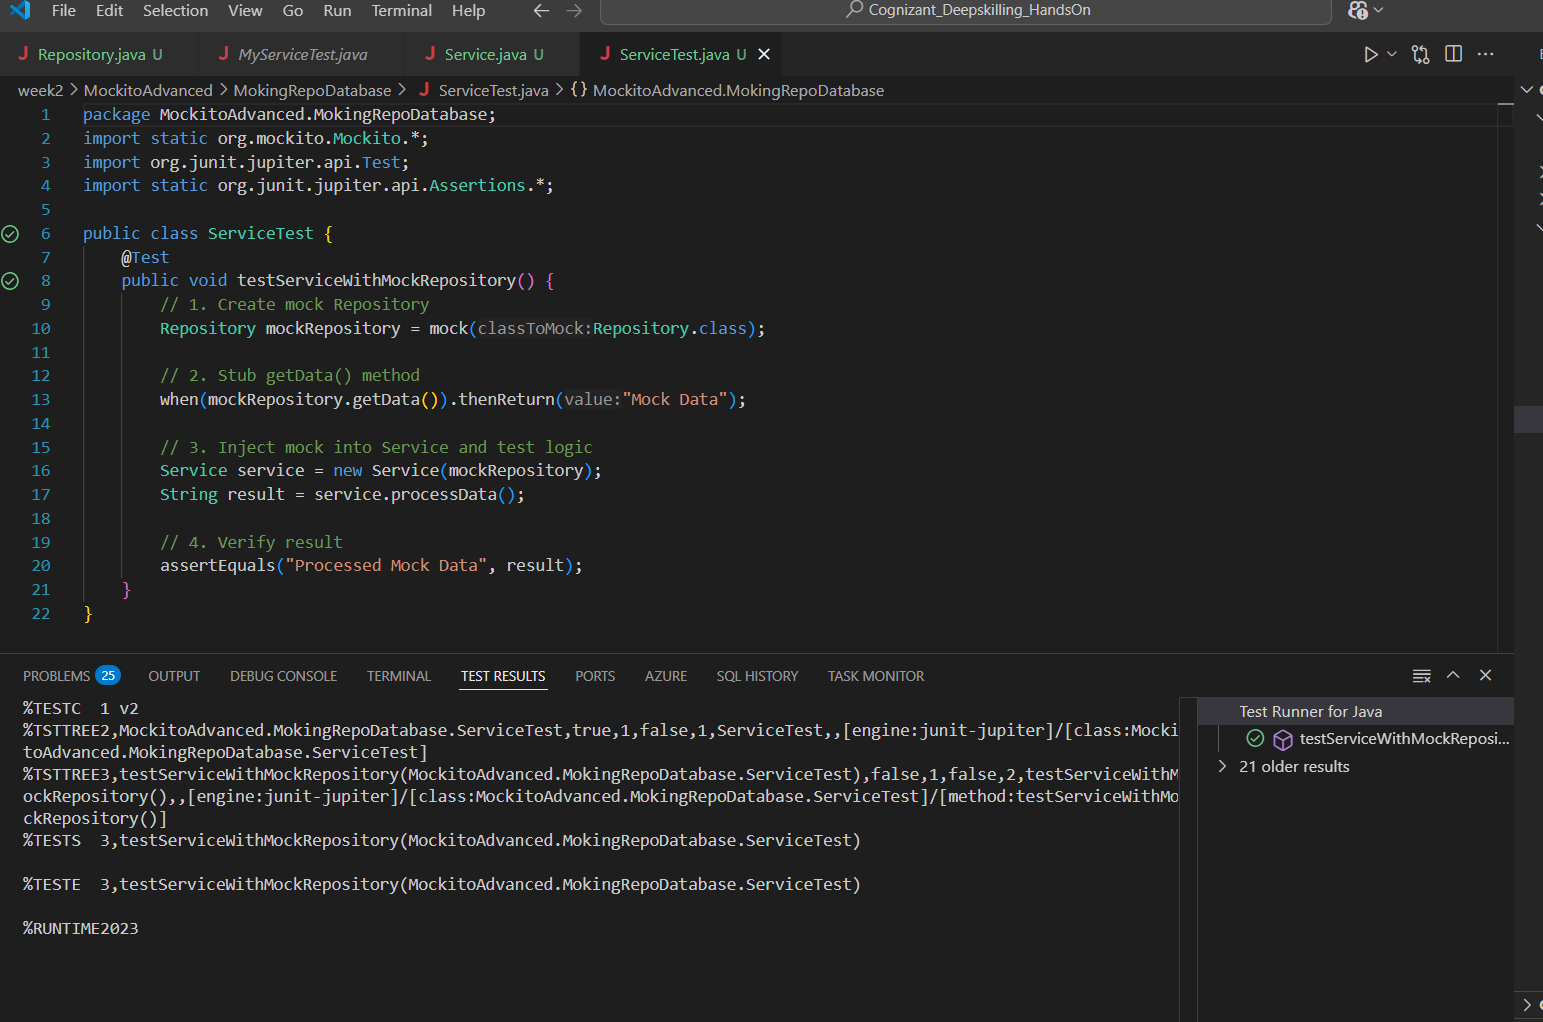 File Edit Selection View Go Run Terminal Help
Cognizant_Deepskilling_HandsOn
Repository.java U
MyServiceTest.java
Service.java U
ServiceTest.java U
week2 > MockitoAdvanced > MokingRepoDatabase > J ServiceTest.java > {} MockitoAdvanced.MokingRepoDatabase
1 package MockitoAdvanced.MokingRepoDatabase;
2 import static org.mockito.Mockito.*;
3 import org.junit.jupiter.api.Test;
4 import static org.junit.jupiter.api.Assertions.*;
5
6 public class ServiceTest {
7 @Test
8 public void testServiceWithMockRepository() {
9 // 1. Create mock Repository
10 Repository mockRepository = mock(classToMock:Repository.class);
11
12 // 2. Stub getData() method
13 when(mockRepository.getData()).thenReturn(value:"Mock Data");
14
15 // 3. Inject mock into Service and test logic
16 Service service = new Service(mockRepository);
17 String result = service.processData();
18
19 // 4. Verify result
20 assertEquals("Processed Mock Data", result);
21 }
22 }
PROBLEMS 25 OUTPUT DEBUG CONSOLE TERMINAL TEST RESULTS PORTS AZURE SQL HISTORY TASK MONITOR
%TESTC 1 v2
%TSTTREE2,MockitoAdvanced.MokingRepoDatabase.ServiceTest,true,1,false,1,ServiceTest,,[engine:junit-jupiter]/[class:Mocki
toAdvanced.MokingRepoDatabase.ServiceTest]
%TSTTREE3,testServiceWithMockRepository(MockitoAdvanced.MokingRepoDatabase.ServiceTest),false,1,false,2,testServiceWithM
ockRepository(),,[engine:junit-jupiter]/[class:MockitoAdvanced.MokingRepoDatabase.ServiceTest]/[method:testServiceWithMo
ckRepository()]
%TESTS 3,testServiceWithMockRepository(MockitoAdvanced.MokingRepoDatabase.ServiceTest)
%TESTE 3,testServiceWithMockRepository(MockitoAdvanced.MokingRepoDatabase.ServiceTest)
%RUNTIME2023
Test Runner for Java
testServiceWithMockReposi...
21 older results